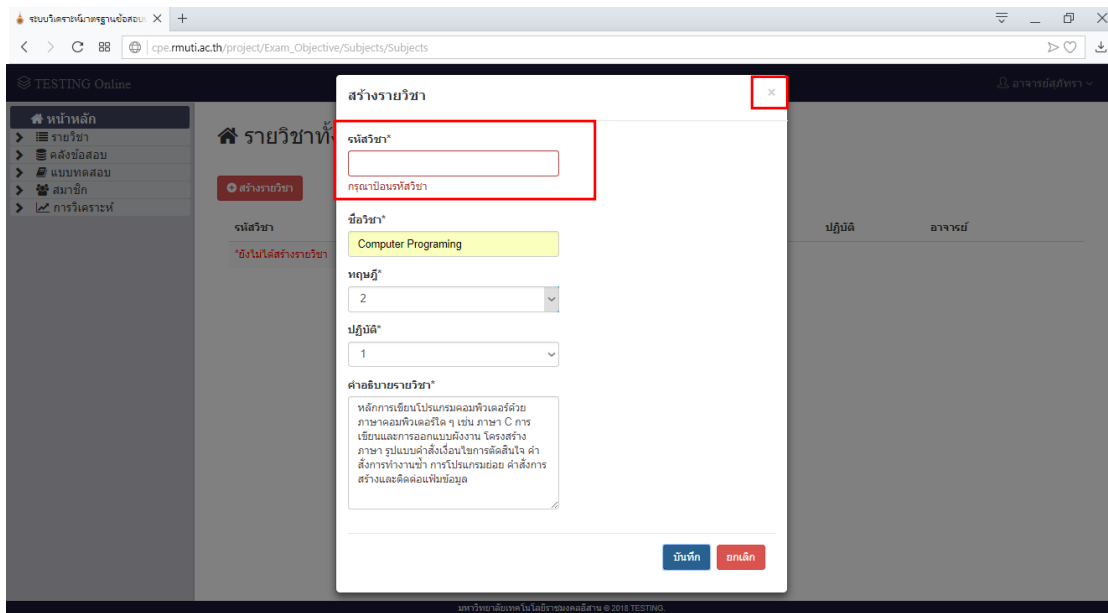 ระบบวิเคราะห์มาตรฐานข้อสอบ
cpe.rmuti.ac.th/project/Exam_Objective/Subjects/Subjects
TESTING Online
อาจารย์สุภัทรา
หน้าหลัก
รายวิชา
คลังข้อสอบ
แบบทดสอบ
สมาชิก
การวิเคราะห์
รายวิชาทั้ง
สร้างรายวิชา
รหัสวิชา
ปฏิบัติ
อาจารย์
*ยังไม่ได้สร้างรายวิชา
สร้างรายวิชา
×
รหัสวิชา*
กรุณาป้อนรหัสวิชา
ชื่อวิชา*
Computer Programing
ทฤษฎี*
2
ปฏิบัติ*
1
คำอธิบายรายวิชา*
หลักการเขียนโปรแกรมคอมพิวเตอร์ด้วย
ภาษาคอมพิวเตอร์ใด ๆ เช่น ภาษา C การ
เขียนและการออกแบบผังงาน โครงสร้าง
ภาษา รูปแบบคำสั่งเงื่อนไขการตัดสินใจ คำ
สั่งการทำงานซ้ำ การโปรแกรมย่อย คำสั่งการ
สร้างและติดต่อแฟ้มข้อมูล
บันทึก
ยกเลิก
มหาวิทยาลัยเทคโนโลยีราชมงคลอีสาน © 2018 TESTING.